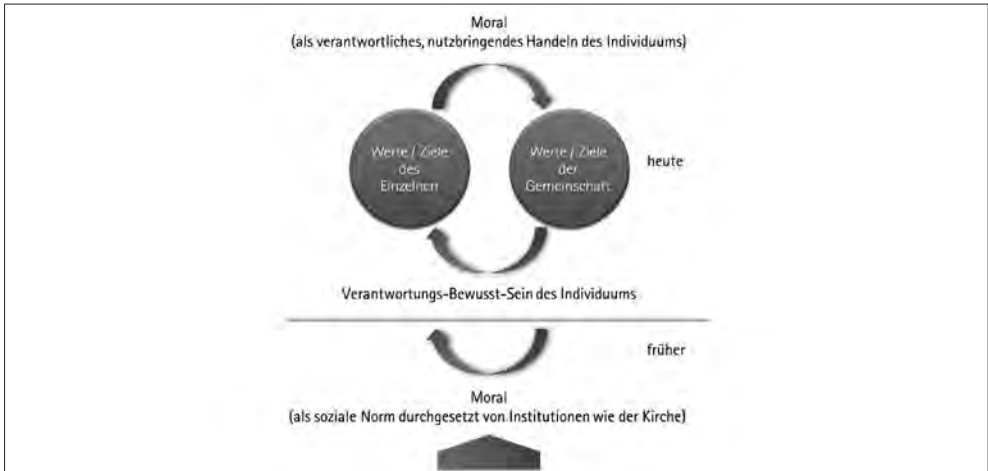 Moral
(als verantwortliches, nutzbringendes Handeln des Individuums)
Werte / Ziele
des
Einzelnen
Werte / Ziele
der
Gemeinschaft
heute
Verantwortungs-Bewusst-Sein des Individuums
früher
Moral
(als soziale Norm durchgesetzt von Institutionen wie der Kirche)